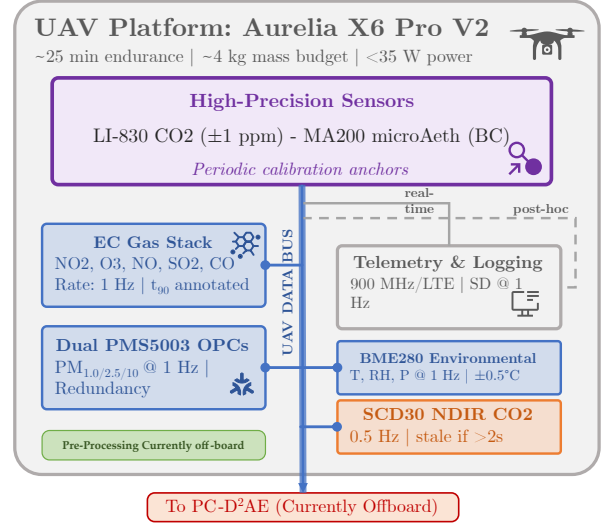 UAV Platform: Aurelia X6 Pro V2
~25 min endurance | ~4 kg mass budget | <35 W power
High-Precision Sensors
LI-830 CO2 (±1 ppm) - MA200 microAeth (BC)
Periodic calibration anchors
real-
time
post-hoc
EC Gas Stack
NO2, O3, NO, SO2, CO
Rate: 1 Hz | t₉₀ annotated
UAV DATA BUS
Telemetry & Logging
900 MHz/LTE | SD @ 1
Hz
Dual PMS5003 OPCs
PM₁.₀/₂.₅/₁₀ @ 1 Hz |
Redundancy
BME280 Environmental
T, RH, P @ 1 Hz | ±0.5°C
SCD30 NDIR CO2
0.5 Hz | stale if >2s
Pre-Processing Currently off-board
To PC-D²AE (Currently Offboard)